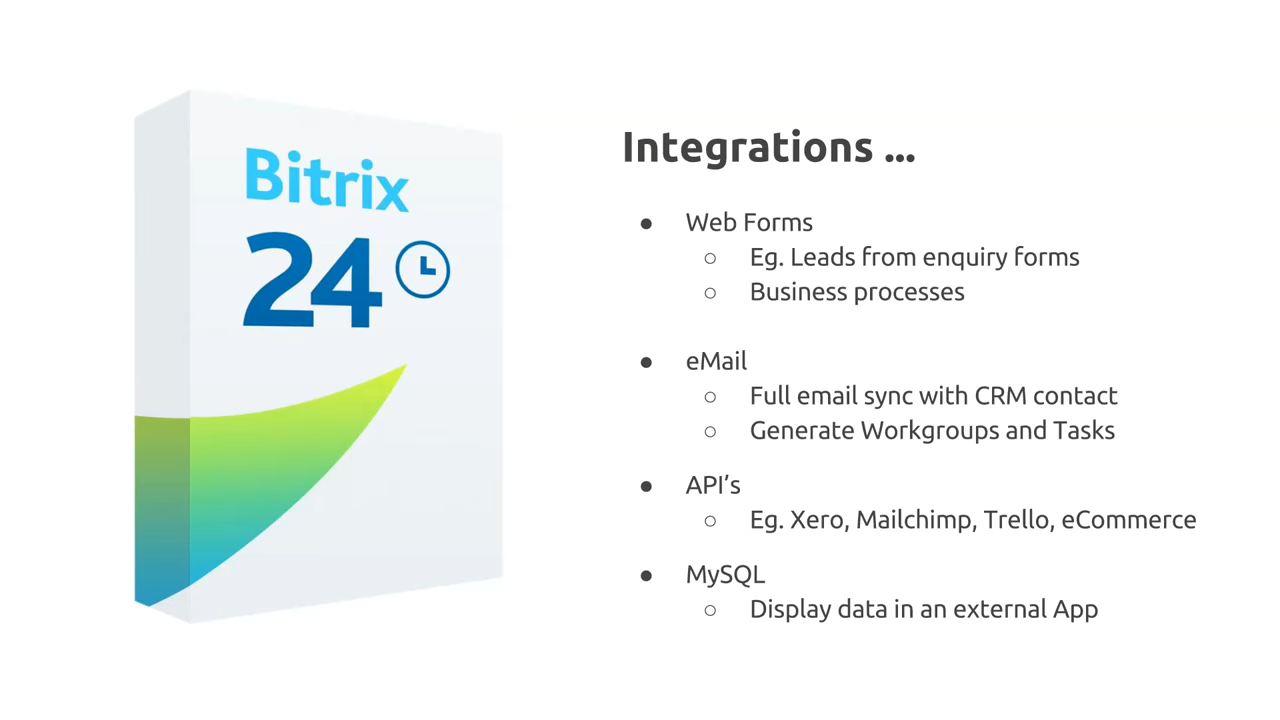 Bitrix
24
Integrations ...
● Web Forms
○ Eg. Leads from enquiry forms
○ Business processes
● eMail
○ Full email sync with CRM contact
○ Generate Workgroups and Tasks
● API’s
○ Eg. Xero, Mailchimp, Trello, eCommerce
● MySQL
○ Display data in an external App